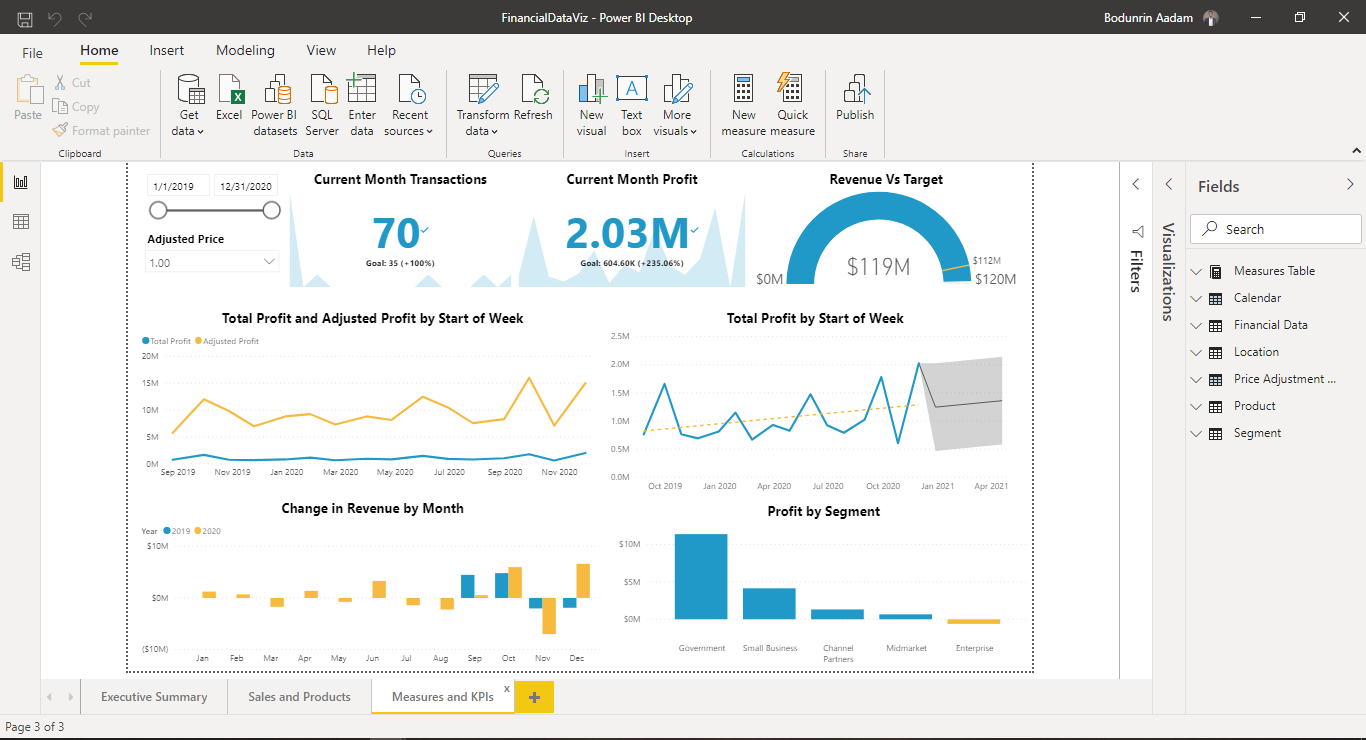 FinancialDataViz - Power BI Desktop
Bodunrin Aadam
File Home Insert Modeling View Help
Paste
Cut
Copy
Format painter
Clipboard
Get data
Excel
Power BI datasets
SQL Server
Enter data
Recent sources
Data
Transform data
Refresh
Queries
New visual
Text box
More visuals
Insert
New measure
Quick measure
Calculations
Publish
Share
1/1/2019 12/31/2020
Adjusted Price
1.00
Current Month Transactions
70
Goal: 35 (+100%)
Current Month Profit
2.03M
Goal: 604.60K (+235.06%)
Revenue Vs Target
$119M
$0M
$112M
$120M
Total Profit and Adjusted Profit by Start of Week
Total Profit Adjusted Profit
20M
15M
10M
5M
0M
Sep 2019 Nov 2019 Jan 2020 Mar 2020 May 2020 Jul 2020 Sep 2020 Nov 2020
Total Profit by Start of Week
2.5M
2.0M
1.5M
1.0M
0.5M
0.0M
Oct 2019 Jan 2020 Apr 2020 Jul 2020 Oct 2020 Jan 2021 Apr 2021
Change in Revenue by Month
Year 2019 2020
$10M
$0M
($10M)
Jan Feb Mar Apr May Jun Jul Aug Sep Oct Nov Dec
Profit by Segment
$10M
$5M
$0M
Government Small Business Channel Partners Midmarket Enterprise
Filters
Visualizations
Fields
Search
Measures Table
Calendar
Financial Data
Location
Price Adjustment ...
Product
Segment
Executive Summary Sales and Products Measures and KPIs x +
Page 3 of 3